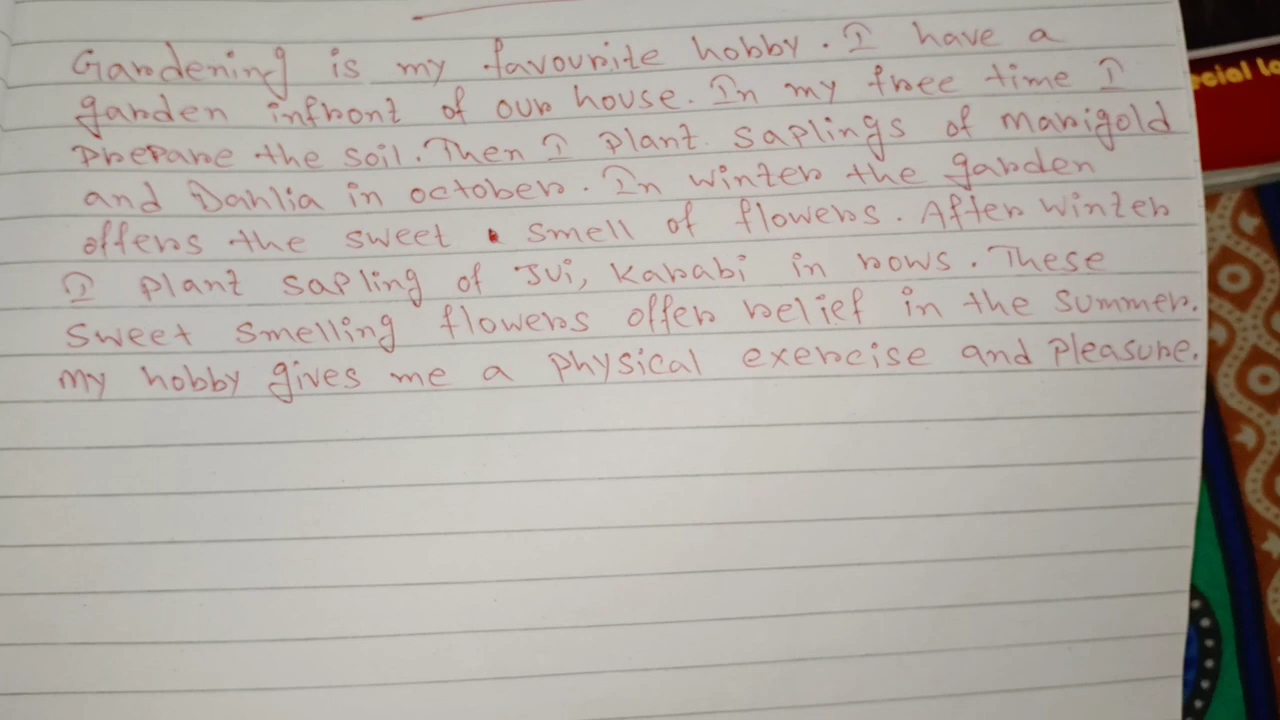 Gardening is my favourite hobby. I have a
garden infront of our house. In my free time I
prepare the soil. Then I plant saplings of marigold
and Dahlia in october. In winter the garden
offers the sweet smell of flowers. After winter
I plant sapling of Jui, Karabi in rows. These
sweet smelling flowers offer relief in the summer.
My hobby gives me a physical exercise and pleasure.